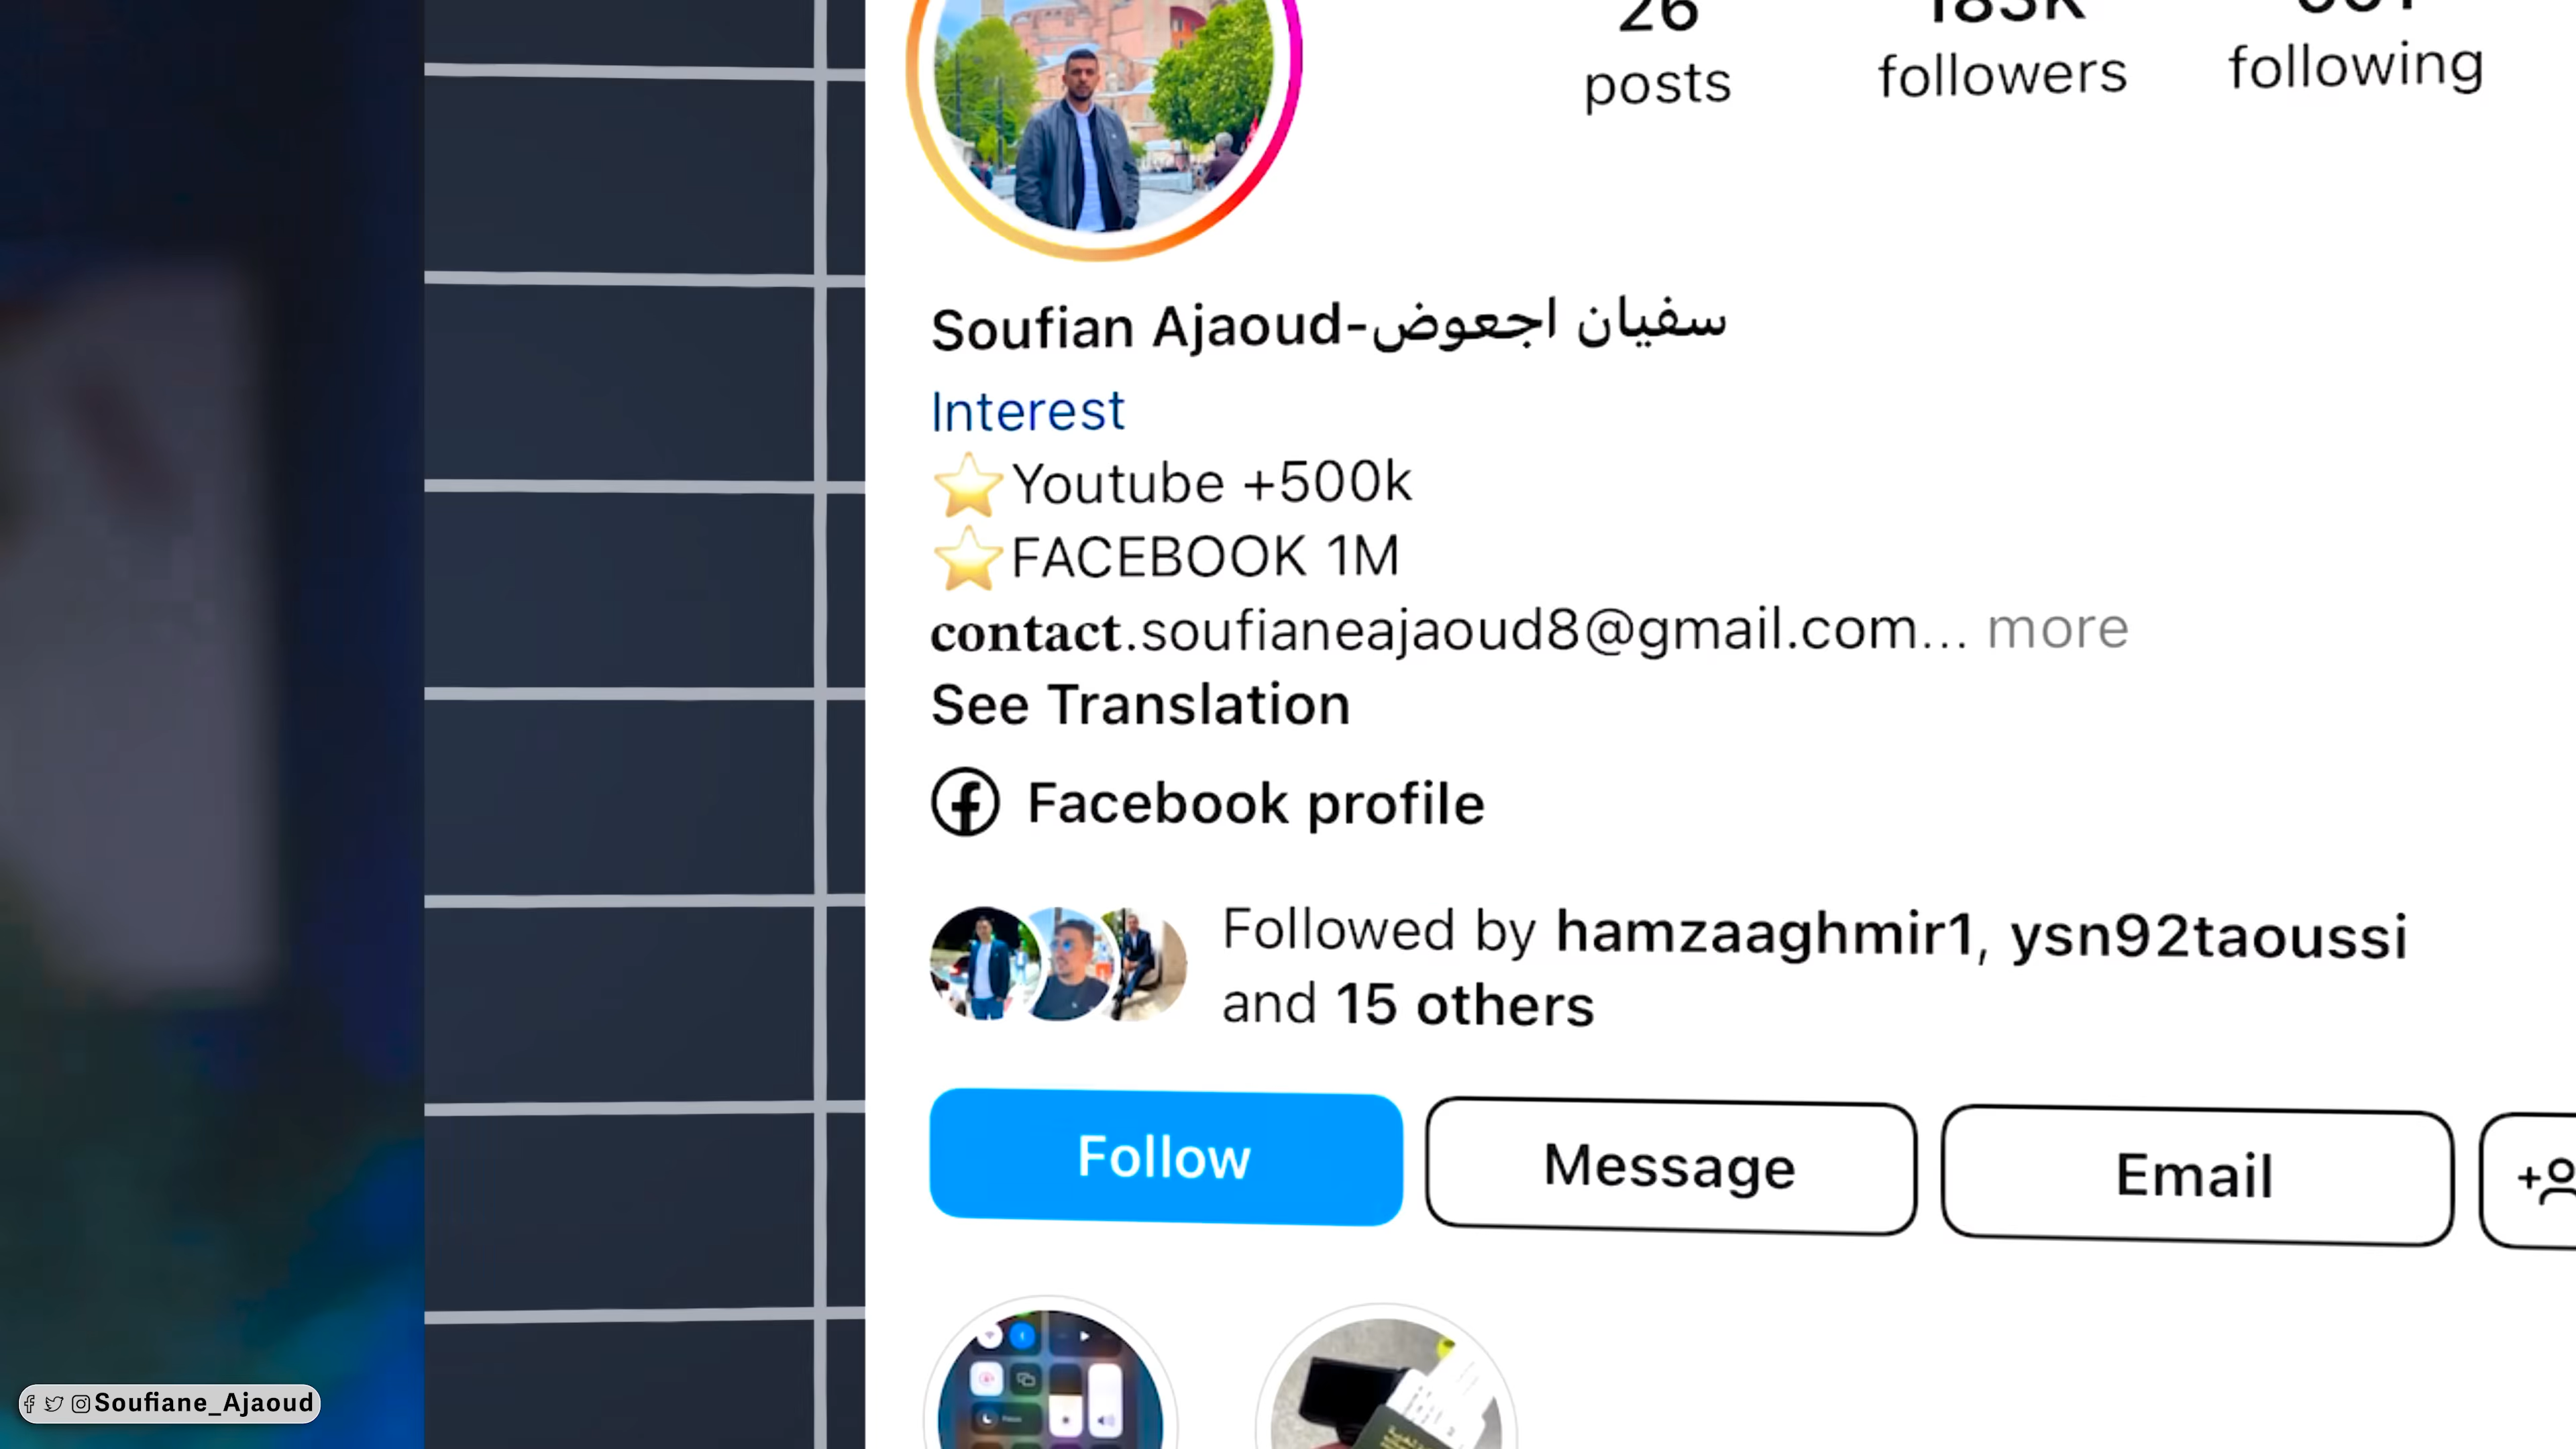 26
posts
183K
followers
following
Soufian Ajaoud-سفيان اجعوض
Interest
⭐Youtube +500k
⭐FACEBOOK 1M
contact.soufianeajaoud8@gmail.com... more
See Translation
Facebook profile
Followed by hamzaaghmir1, ysn92taoussi
and 15 others
Follow
Message
Email
Soufiane_Ajaoud